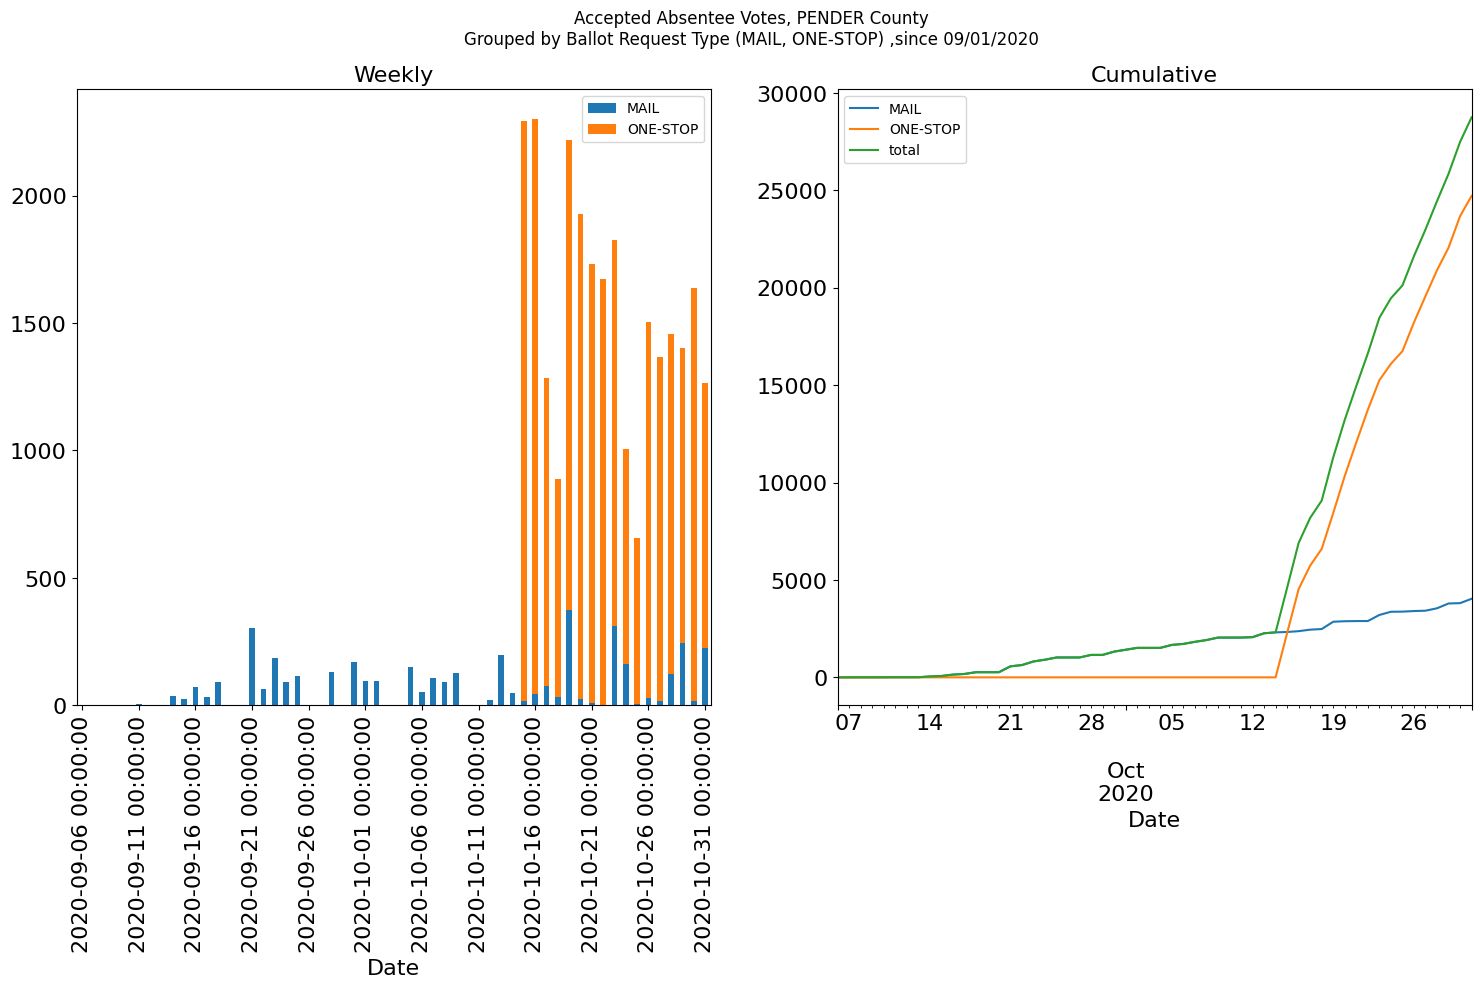 Accepted Absentee Votes, PENDER County
Grouped by Ballot Request Type (MAIL, ONE-STOP) ,since 09/01/2020
Weekly
MAIL
ONE-STOP
2000
1500
1000
500
0
2020-09-06 00:00:00
2020-09-11 00:00:00
2020-09-16 00:00:00
2020-09-21 00:00:00
2020-09-26 00:00:00
2020-10-01 00:00:00
2020-10-06 00:00:00
2020-10-11 00:00:00
2020-10-16 00:00:00
2020-10-21 00:00:00
2020-10-26 00:00:00
2020-10-31 00:00:00
Date
Cumulative
MAIL
ONE-STOP
total
30000
25000
20000
15000
10000
5000
0
07 14 21 28 05 12 19 26
Oct
2020
Date